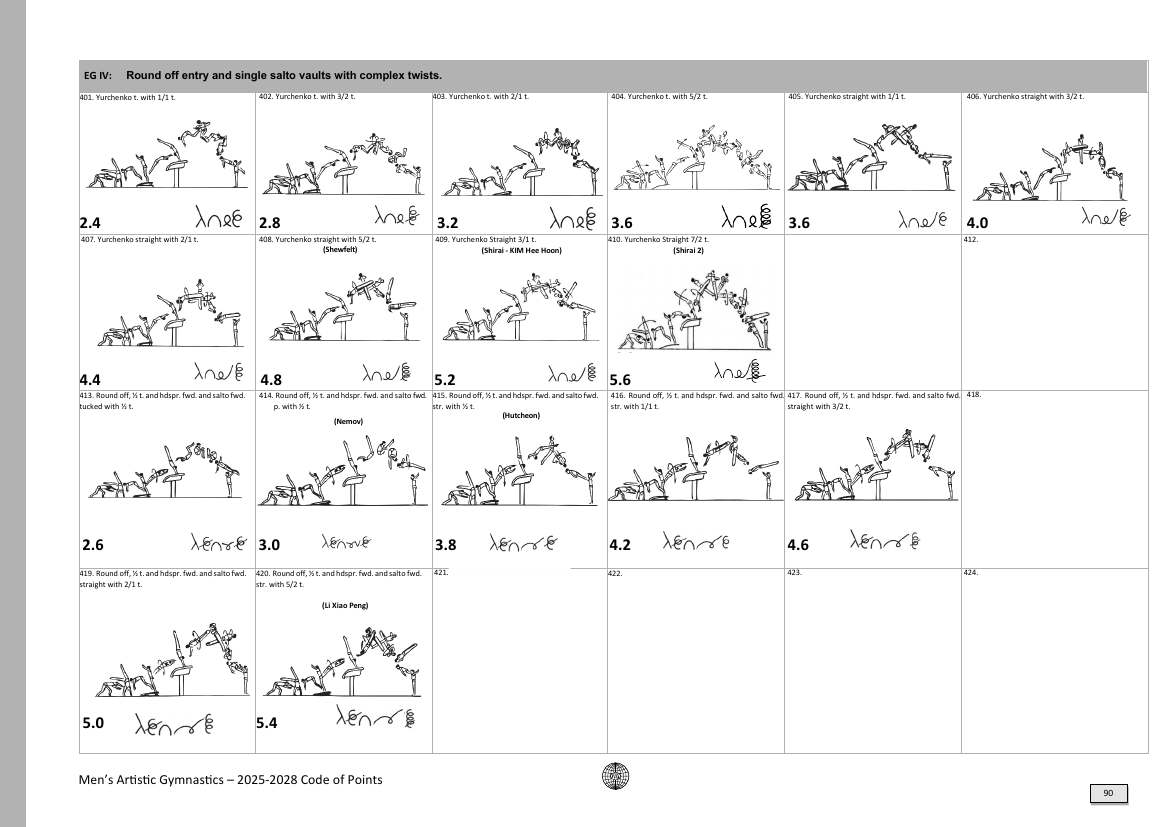 EG IV: Round off entry and single salto vaults with complex twists.
401. Yurchenko t. with 1/1 t.
2.4
402. Yurchenko t. with 3/2 t.
2.8
403. Yurchenko t. with 2/1 t.
3.2
404. Yurchenko t. with 5/2 t.
3.6
405. Yurchenko straight with 1/1 t.
3.6
406. Yurchenko straight with 3/2 t.
4.0
407. Yurchenko straight with 2/1 t.
4.4
408. Yurchenko straight with 5/2 t.
(Shewfelt)
4.8
409. Yurchenko Straight 3/1 t.
(Shirai - KIM Hee Hoon)
5.2
410. Yurchenko Straight 7/2 t.
(Shirai 2)
5.6
412.
413. Round off, ½ t. and hdspr. fwd. and salto fwd.
tucked with ½ t.
2.6
414. Round off, ½ t. and hdspr. fwd. and salto fwd.
p. with ½ t.
(Nemov)
3.0
415. Round off, ½ t. and hdspr. fwd. and salto fwd.
str. with ½ t.
(Hutcheon)
3.8
416. Round off, ½ t. and hdspr. fwd. and salto fwd.
str. with 1/1 t.
4.2
417. Round off, ½ t. and hdspr. fwd. and salto fwd.
straight with 3/2 t.
4.6
418.
419. Round off, ½ t. and hdspr. fwd. and salto fwd.
straight with 2/1 t.
5.0
420. Round off, ½ t. and hdspr. fwd. and salto fwd.
str. with 5/2 t.
(Li Xiao Peng)
5.4
421.
422.
423.
424.
Men's Artistic Gymnastics – 2025-2028 Code of Points
90